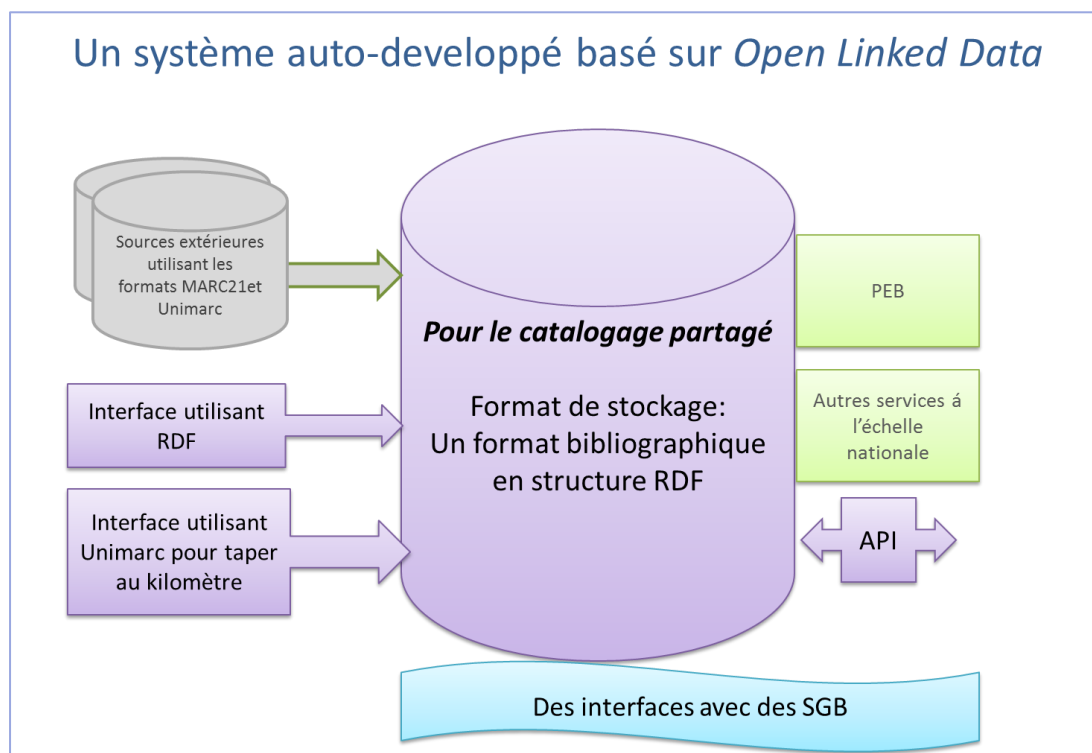 Un système auto-developpé basé sur Open Linked Data
Sources extérieures
utilisant les
formats MARC21et
Unimarc
Interface utilisant
RDF
Interface utilisant
Unimarc pour taper
au kilomètre
Pour le catalogage partagé
Format de stockage:
Un format bibliographique
en structure RDF
PEB
Autres services á
l'échelle
nationale
API
Des interfaces avec des SGB